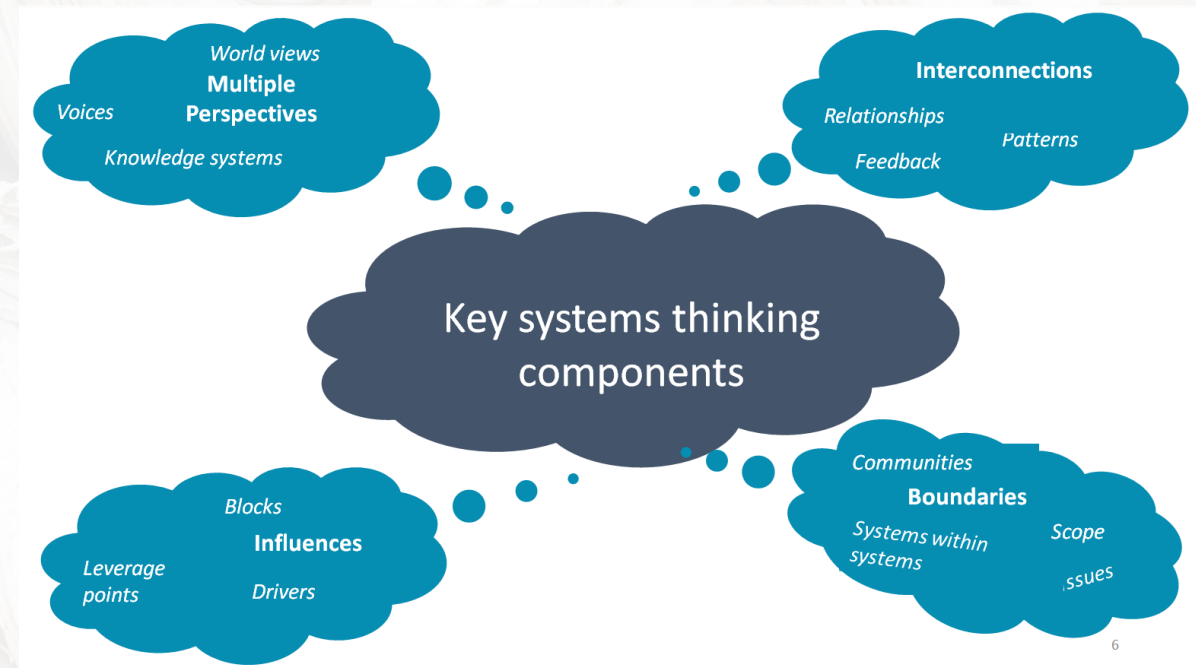 World views
Multiple
Perspectives
Voices
Knowledge systems
Interconnections
Relationships
Patterns
Feedback
Key systems thinking
components
Blocks
Influences
Leverage
points
Drivers
Communities
Boundaries
Systems within
systems
Scope
ssues
6